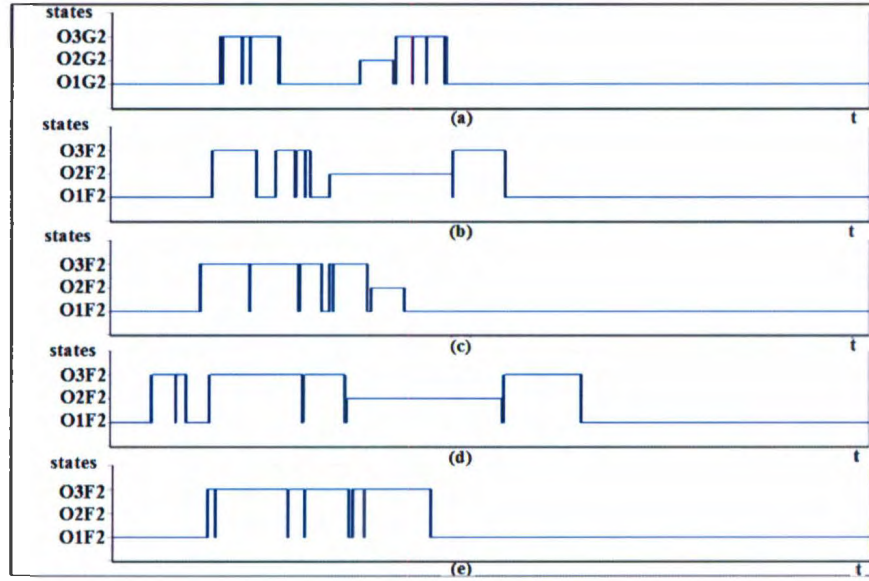 states
O3G2
O2G2
O1G2
(a) t
states
O3F2
O2F2
O1F2
(b) t
states
O3F2
O2F2
O1F2
(c) t
states
O3F2
O2F2
O1F2
(d) t
states
O3F2
O2F2
O1F2
(e) t